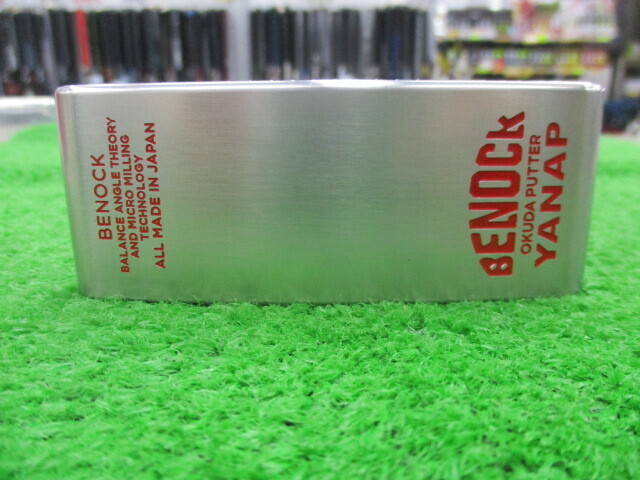 BENOCK
BALANCE ANGLE THEORY
AND MICRO MILLING
TECHNOLOGY
ALL MADE IN JAPAN
BENOCK
OKUDA PUTTER
YANAP